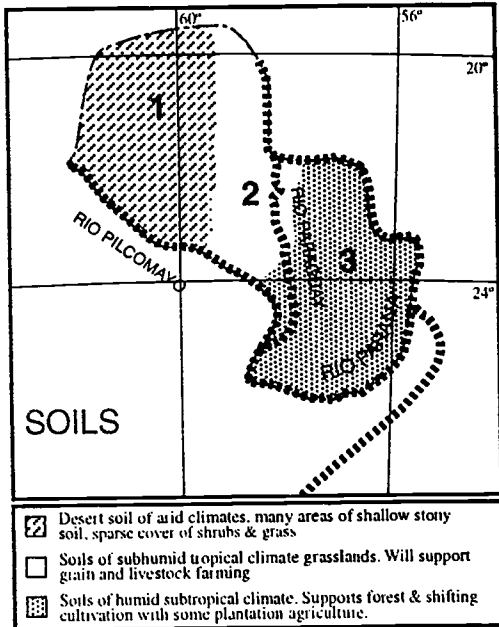 60°
56°
20°
1
2
RIO PARAGUAY
3
RIO PILCOMAY
24°
RIO PARANA
SOILS
Desert soil of arid climates, many areas of shallow stony
soil, sparse cover of shrubs & grass
Soils of subhumid tropical climate grasslands. Will support
grain and livestock farming
Soils of humid subtropical climate. Supports forest & shifting
cultivation with some plantation agriculture.